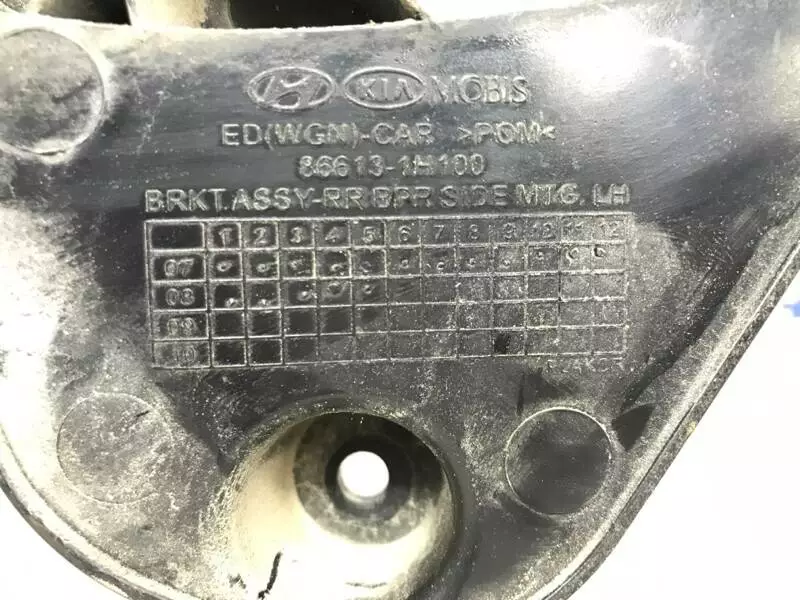 KIA MOBIS
ED(WGN)-CAR >POM<
86613-1H100
BRKT.ASSY-RR BPR SIDE MTG. LH
1 2 3 4 5 6 7 8 9 10 11 12
07
08
09
10